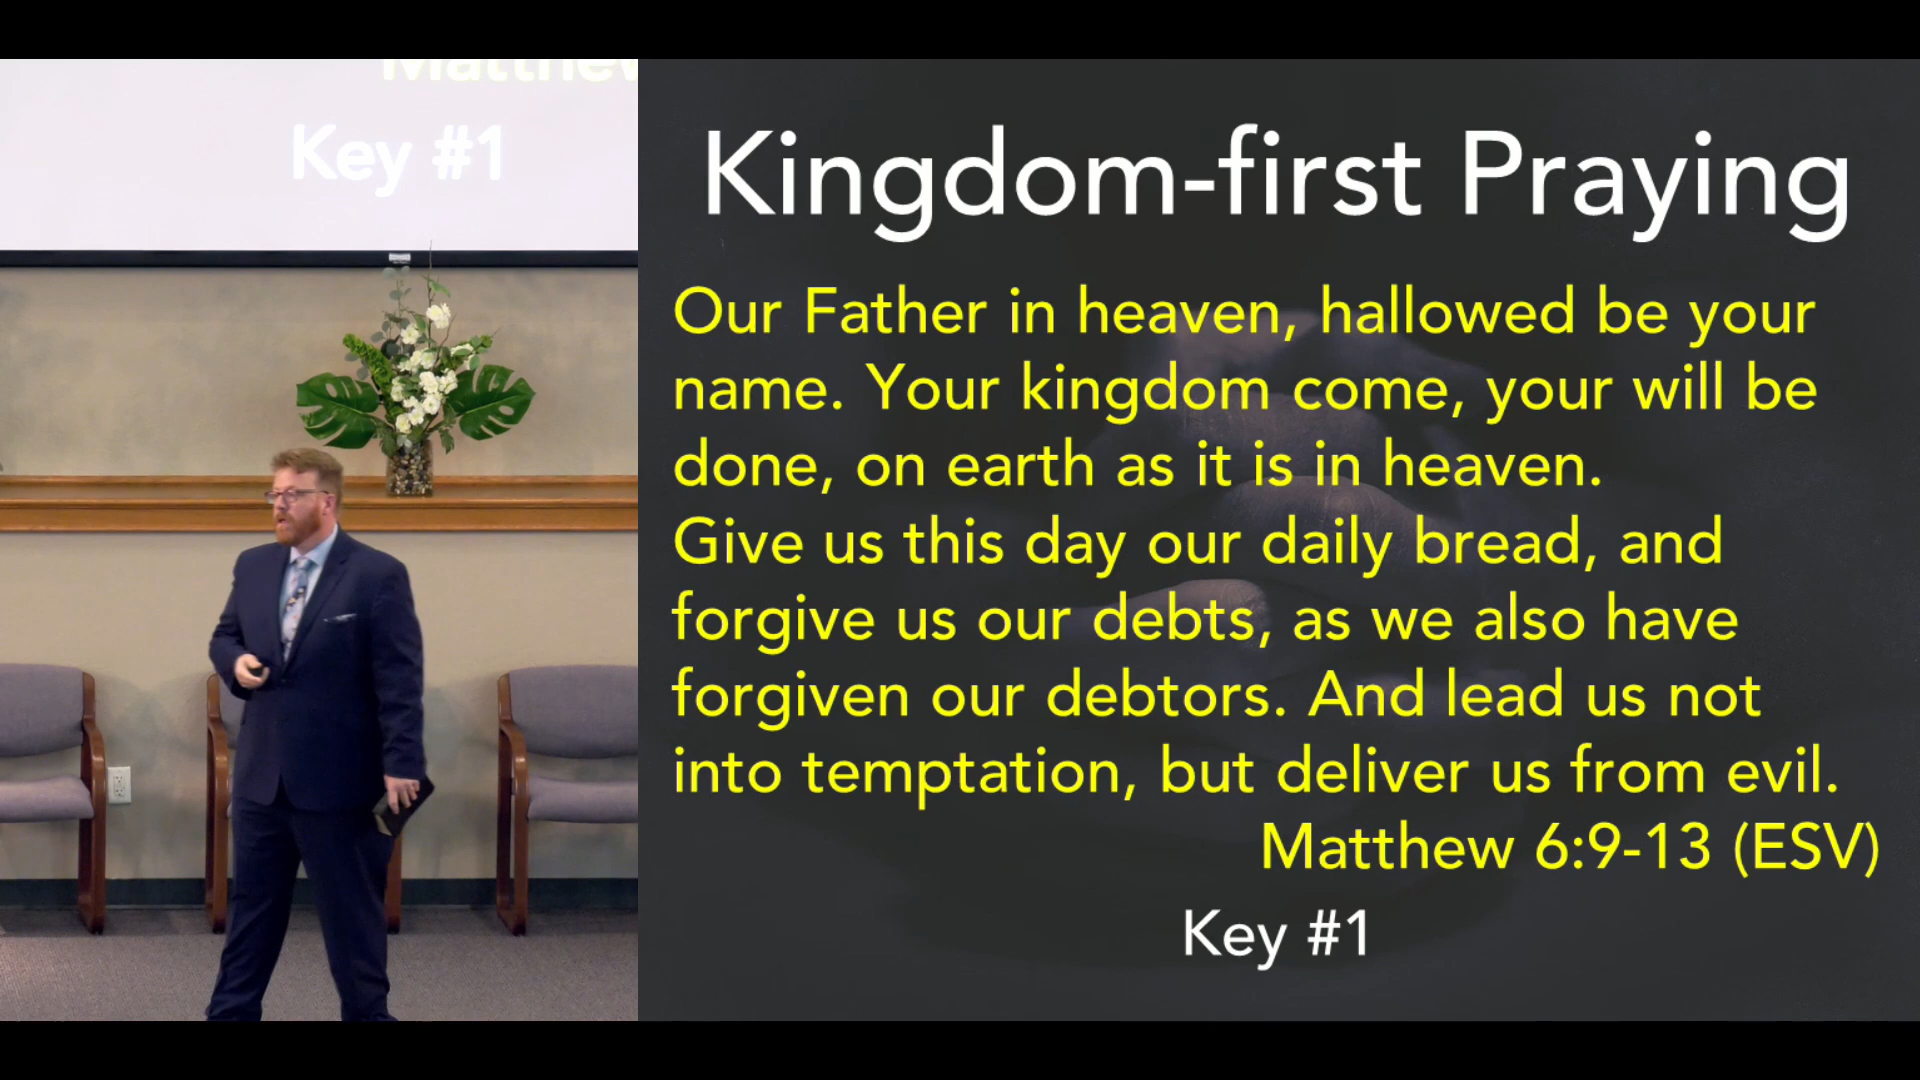 Matthew
Key #1
Kingdom-first Praying
Our Father in heaven, hallowed be your
name. Your kingdom come, your will be
done, on earth as it is in heaven.
Give us this day our daily bread, and
forgive us our debts, as we also have
forgiven our debtors. And lead us not
into temptation, but deliver us from evil.
Matthew 6:9-13 (ESV)
Key #1